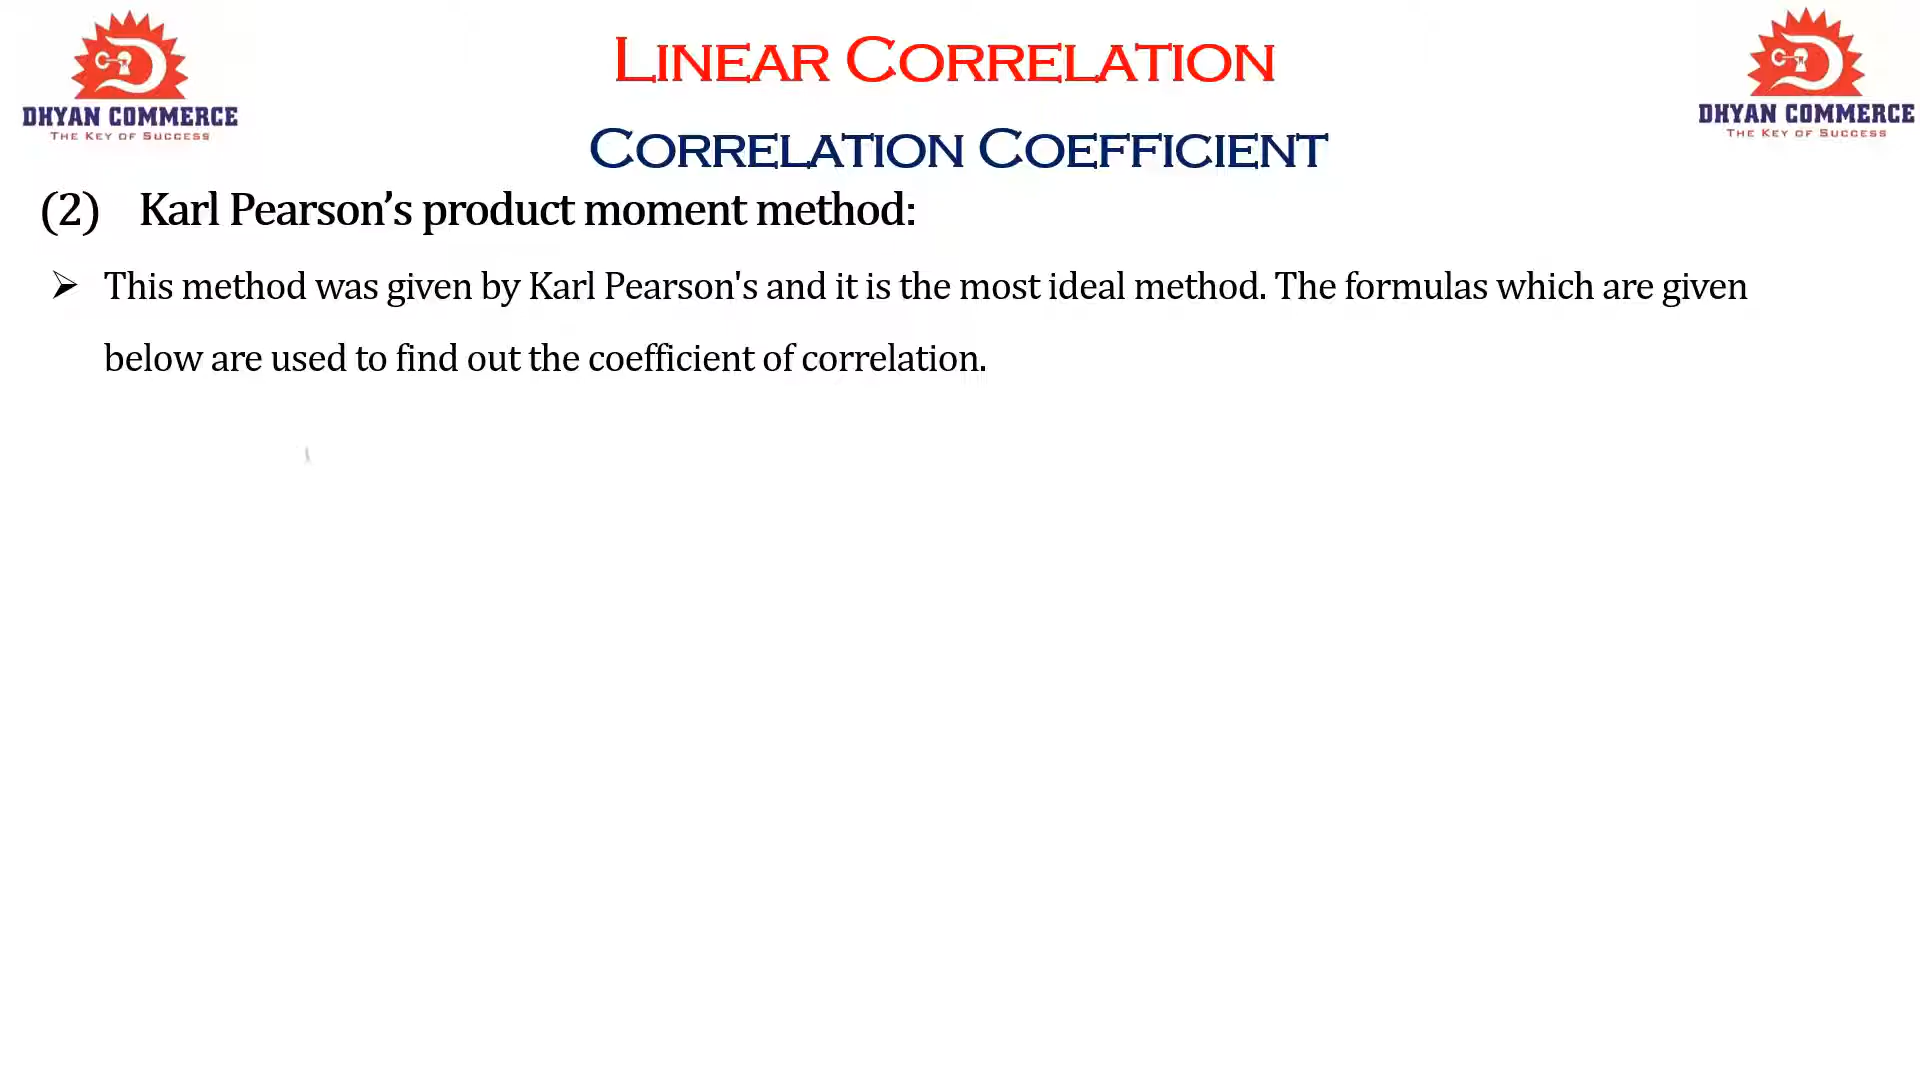 DHYAN COMMERCE
THE KEY OF SUCCESS
LINEAR CORRELATION
DHYAN COMMERCE
THE KEY OF SUCCESS
CORRELATION COEFFICIENT
(2) Karl Pearson’s product moment method:
➢ This method was given by Karl Pearson's and it is the most ideal method. The formulas which are given
below are used to find out the coefficient of correlation.